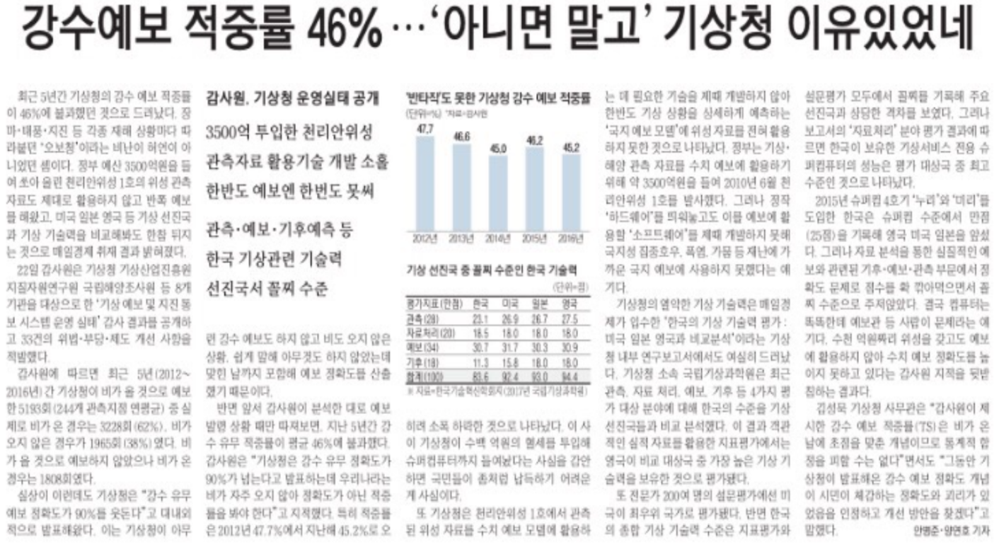 강수예보 적중률 46%…‘아니면 말고’ 기상청 이유있었네
최근 5년간 기상청의 강수 예보 적중률
이 46%에 불과했던 것으로 드러났다. 장
마·태풍·지진 등 각종 재해 상황마다 따
라붙던 ‘오보청’이라는 비난이 허언이 아
니었던 셈이다. 정부 예산 3500억원을 들
여 쏘아 올린 천리안위성 1호의 위성 관측
자료도 제대로 활용하지 않고 반쪽 예보
를 해왔고, 미국 일본 영국 등 기상 선진국
과 기상 기술력을 비교해봐도 한참 뒤지
는 것으로 매일경제 취재 결과 밝혀졌다.
22일 감사원은 기상청 기상산업진흥원
지질자원연구원 국립해양조사원 등 8개
기관을 대상으로 한 ‘기상 예보 및 지진 통
보 시스템 운영 실태’ 감사 결과를 공개하
고 33건의 위법·부당·제도 개선 사항을
적발했다.
감사원에 따르면 최근 5년(2012~
2016년)간 기상청이 비가 올 것으로 예보
한 5193회(244개 관측지점 연평균) 중 실
제로 비가 온 경우는 3228회(62%), 비가
오지 않은 경우가 1965회(38%)였다. 비
가 올 것으로 예보하지 않았으나 비가 온
경우는 1808회였다.
실상이 이런데도 기상청은 “강수 유무
예보 정확도가 90%를 웃돈다”고 대내외
적으로 발표해왔다. 이는 기상청이 아무
감사원, 기상청 운영실태 공개
3500억 투입한 천리안위성
관측자료 활용기술 개발 소홀
한반도 예보엔 한번도 못써
관측·예보·기후예측 등
한국 기상관련 기술력
선진국서 꼴찌 수준
런 강수 예보도 하지 않고 비도 오지 않은
상황, 쉽게 말해 아무것도 하지 않았는데
맞힌 날까지 포함해 예보 정확도를 산출
했기 때문이다.
반면 앞서 감사원이 분석한 대로 예보
발령 상황 때만 따져보면, 지난 5년간 강
수 유무 적중률이 평균 46%에 불과했다.
감사원은 “기상청은 강수 유무 정확도가
90%가 넘는다고 발표하는데 우리나라는
비가 자주 오지 않아 정확도가 아닌 적중
률을 봐야 한다”고 지적했다. 특히 적중률
은 2012년 47.7%에서 지난해 45.2%로 오
‘반타작’도 못한 기상청 강수 예보 적중률
(단위=%) *자료=감사원
47.7
46.6
45.0
46.2
45.2
2012년 2013년 2014년 2015년 2016년
기상 선진국 중 꼴찌 수준인 한국 기술력
(단위=점)
평가지표(만점) 한국 미국 일본 영국
관측(28) 23.1 26.9 26.7 27.5
자료처리(20) 18.5 18.0 18.0 18.0
예보(34) 30.7 31.7 30.3 30.9
기후(18) 11.3 15.8 18.0 18.0
합계(100) 83.6 92.4 93.0 94.4
※ 자료=한국기술혁신학회지(2017년 국립기상과학원)
히려 소폭 하락한 것으로 나타났다. 이 사
이 기상청이 수백 억원의 혈세를 투입해
슈퍼컴퓨터까지 들여놨다는 사실을 감안
하면 국민들이 좀처럼 납득하기 어려운
게 사실이다.
또 기상청은 천리안위성 1호에서 관측
된 위성 자료를 수치 예보 모델에 활용하
는 데 필요한 기술을 제때 개발하지 않아
한반도 기상 상황을 상세하게 예측하는
‘국지 예보 모델’에 위성 자료를 전혀 활용
하지 못한 것으로 나타났다. 정부는 기상·
해양 관측 자료를 수치 예보에 활용하기
위해 약 3500억원을 들여 2010년 6월 천
리안위성 1호를 발사했다. 그러나 정작
‘하드웨어’를 띄워놓고도 이를 예보에 활
용할 ‘소프트웨어’를 제때 개발하지 못해
국지성 집중호우, 폭염, 가뭄 등 재난에 가
까운 국지 예보에 사용하지 못했다는 얘
기다.
기상청의 열악한 기상 기술력은 매일경
제가 입수한 ‘한국의 기상 기술력 평가 :
미국 일본 영국과 비교분석’이라는 기상
청 내부 연구보고서에서도 여실히 드러났
다. 기상청 소속 국립기상과학원은 최근
관측, 자료 처리, 예보, 기후 등 4가지 평
가 대상 분야에 대해 한국의 수준을 기상
선진국들과 비교 분석했다. 이 결과 객관
적인 실적 자료를 활용한 지표평가에서는
영국이 비교 대상국 중 가장 높은 기상 기
술력을 보유한 것으로 평가됐다.
또 전문가 200여 명의 설문평가에선 미
국이 최우위 국가로 평가됐다. 반면 한국
의 종합 기상 기술력 수준은 지표평가와
설문평가 모두에서 꼴찌를 기록해 주요
선진국과 상당한 격차를 보였다. 그러나
보고서의 ‘자료처리’ 분야 평가 결과에 따
르면 한국이 보유한 기상서비스 전용 슈
퍼컴퓨터의 성능은 평가 대상국 중 최고
수준인 것으로 나타났다.
2015년 슈퍼컴 4호기 ‘누리’와 ‘미리’를
도입한 한국은 슈퍼컴 수준에서 만점
(25점)을 기록해 영국 미국 일본을 앞섰
다. 그러나 자료 분석을 통한 실질적인 예
보와 관련된 기후·예보·관측 부문에서 정
확도 문제로 점수를 확 깎아먹으면서 꼴
찌 수준으로 주저앉았다. 결국 컴퓨터는
똑똑한데 예보관 등 사람이 문제라는 얘
기다. 수천 억원짜리 위성을 갖고도 예보
에 활용하지 않아 수치 예보 정확도를 높
이지 못하고 있다는 감사원 지적을 뒷받
침하는 결과다.
김성묵 기상청 사무관은 “감사원이 제
시한 강수 예보 적중률(TS)은 비가 온
날에 초점을 맞춘 개념이므로 통계적 함
정을 피할 수는 없다”면서도 “그동안 기
상청이 발표해온 강수 예보 정확도 개념
이 시민이 체감하는 정확도와 괴리가 있
었음을 인정하고 개선 방안을 찾겠다”고
말했다.
안병준·양연호 기자